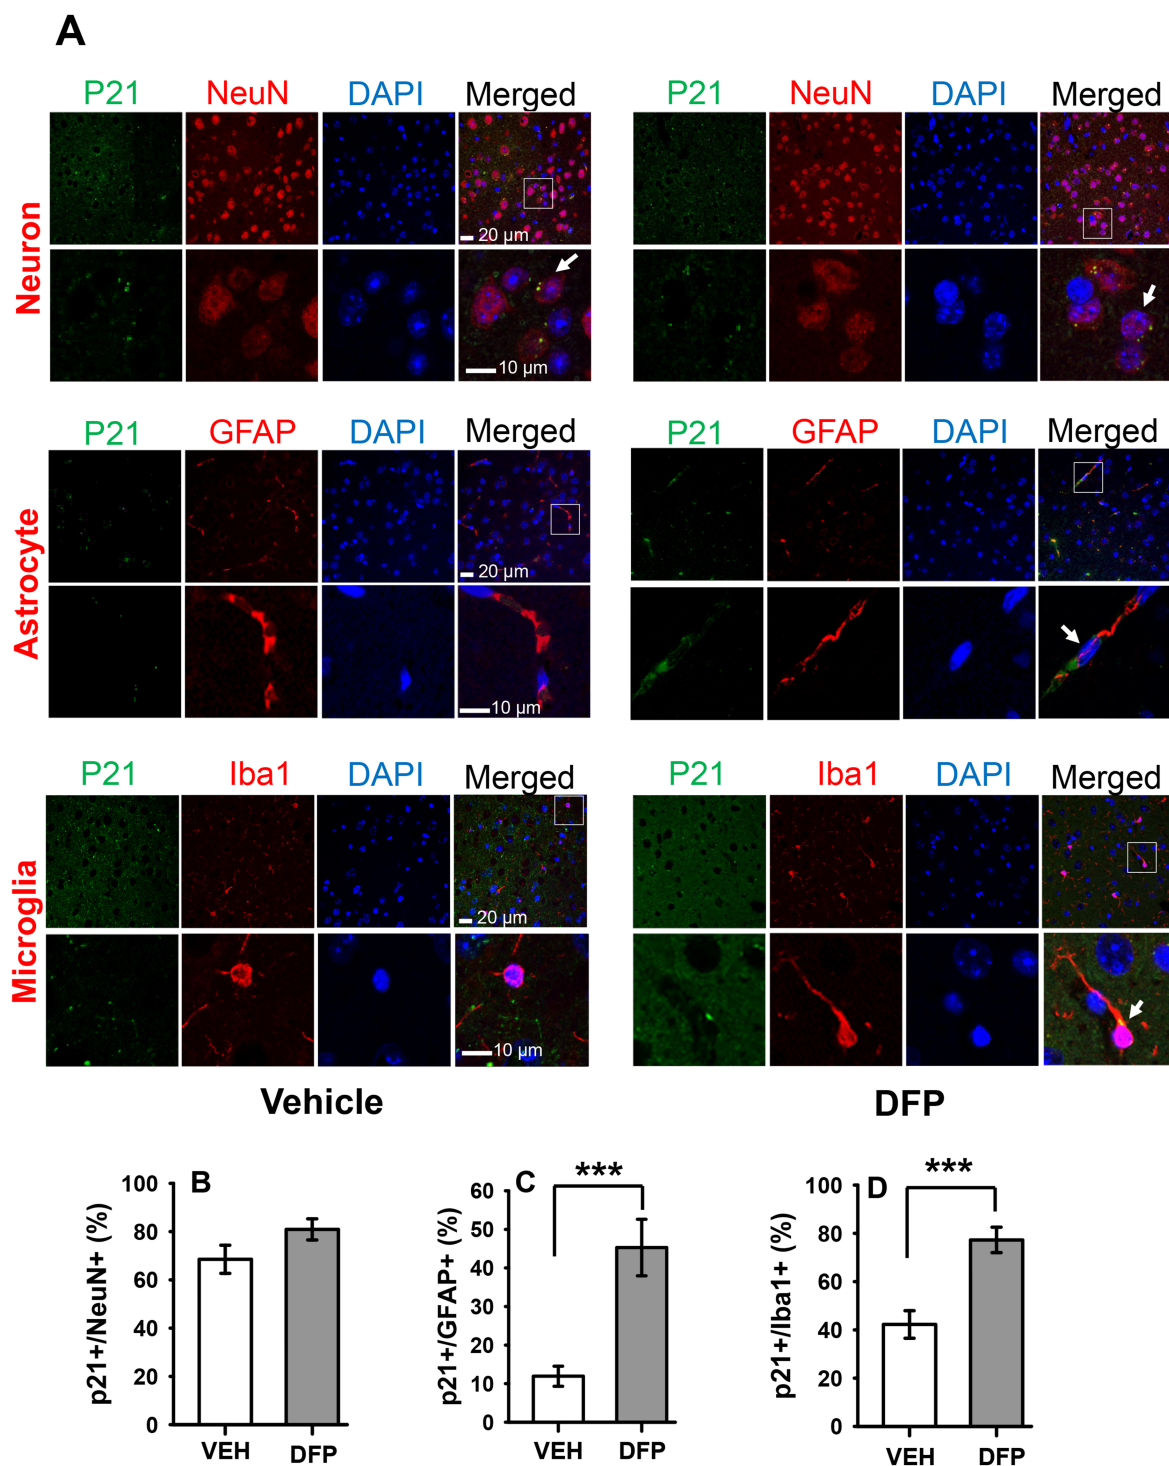 A
P21 NeuN DAPI Merged P21 NeuN DAPI Merged
Neuron
20 µm
10 µm
P21 GFAP DAPI Merged P21 GFAP DAPI Merged
Astrocyte
20 µm
10 µm
P21 Iba1 DAPI Merged P21 Iba1 DAPI Merged
Microglia
20 µm
10 µm
Vehicle DFP
B
p21+/NeuN+ (%)
100
80
60
40
20
0
VEH DFP
C
***
p21+/GFAP+ (%)
60
50
40
30
20
10
0
VEH DFP
D
***
p21+/Iba1+ (%)
100
80
60
40
20
0
VEH DFP